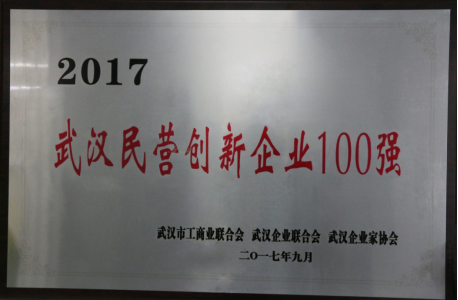 2017
武汉民营创新企业100强
武汉市工商业联合会 武汉企业联合会 武汉企业家协会
二〇一七年九月